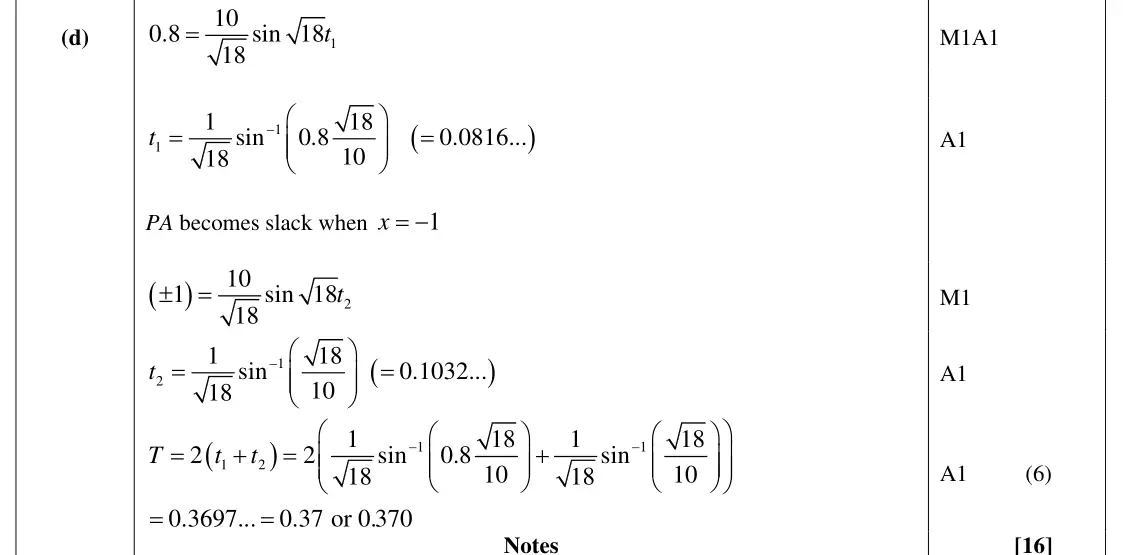 (d) 0.8 = 10/√18 sin √18t₁ M1A1
t₁ = 1/√18 sin⁻¹(0.8 √18/10) (= 0.0816...) A1
PA becomes slack when x = −1
(±1) = 10/√18 sin √18t₂ M1
t₂ = 1/√18 sin⁻¹(√18/10) (= 0.1032...) A1
T = 2(t₁ + t₂) = 2(1/√18 sin⁻¹(0.8 √18/10) + 1/√18 sin⁻¹(√18/10)) A1 (6)
= 0.3697... = 0.37 or 0.370
Notes [16]